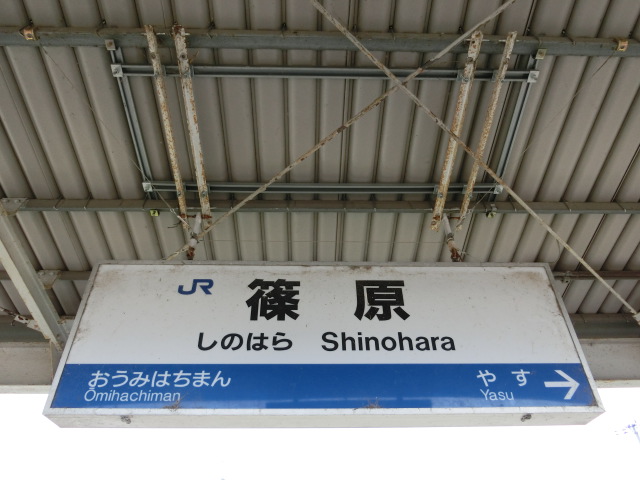 JR 篠原
しのはら Shinohara
おうみはちまん やす →
Ōmihachiman Yasu